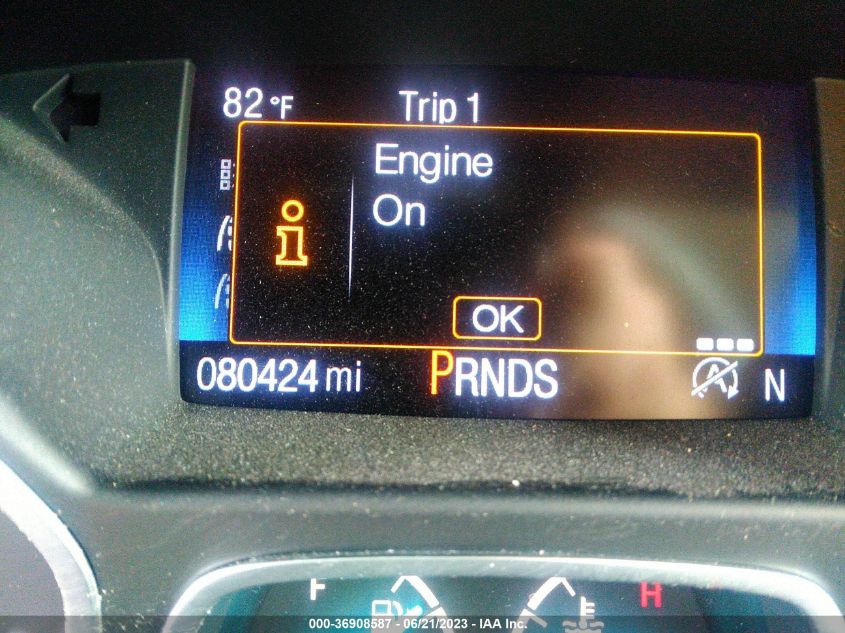 82 °F Trip 1
Engine
On
OK
080424 mi PRNDS A N
F H
000-36908587 - 06/21/2023 - IAA Inc.